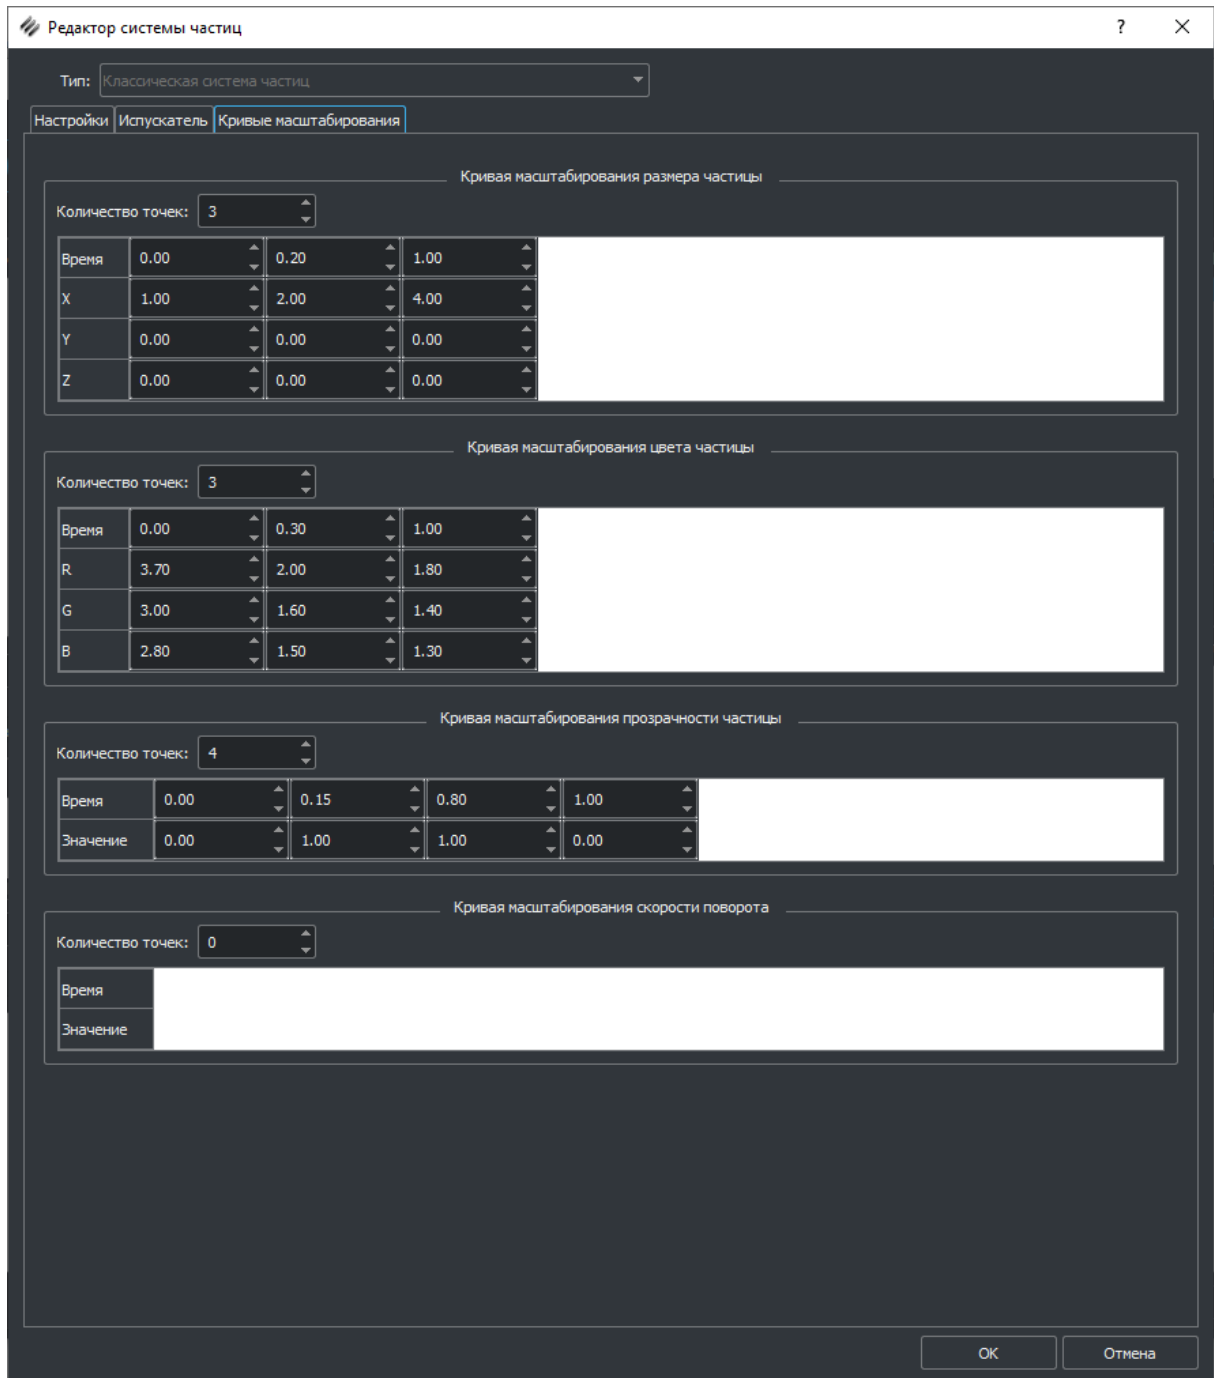 Редактор системы частиц ?
Тип: Классическая система частиц
Настройки Испускатель Кривые масштабирования
Кривая масштабирования размера частицы
Количество точек: 3
Время 0.00 0.20 1.00
X 1.00 2.00 4.00
Y 0.00 0.00 0.00
Z 0.00 0.00 0.00
Кривая масштабирования цвета частицы
Количество точек: 3
Время 0.00 0.30 1.00
R 3.70 2.00 1.80
G 3.00 1.60 1.40
B 2.80 1.50 1.30
Кривая масштабирования прозрачности частицы
Количество точек: 4
Время 0.00 0.15 0.80 1.00
Значение 0.00 1.00 1.00 0.00
Кривая масштабирования скорости поворота
Количество точек: 0
Время
Значение
OK Отмена